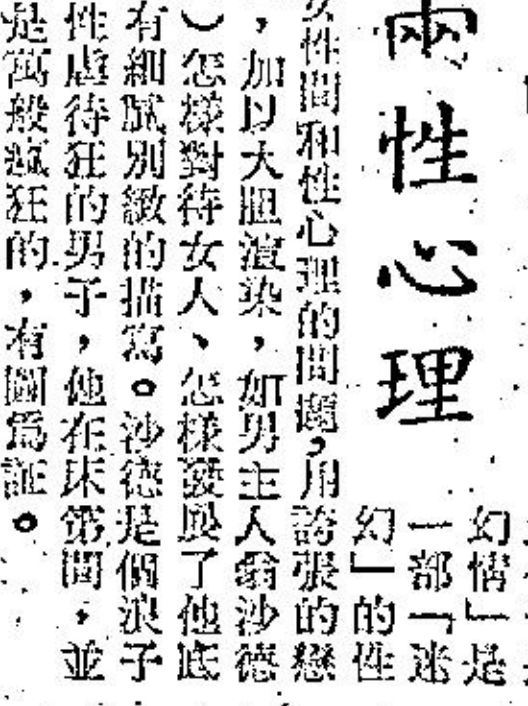 兩性心理
幻情」是
一部「迷
幻」的性
女性間和性心理的問題，用誇張的戀
，加以大胆渲染，如男主人翁沙德
）怎樣對待女人、怎樣發展了他底
有細膩別緻的描寫。沙德是個浪子
性虐待狂的男子，他在床笫間，並
是寫般瘋狂的，有圖爲証。